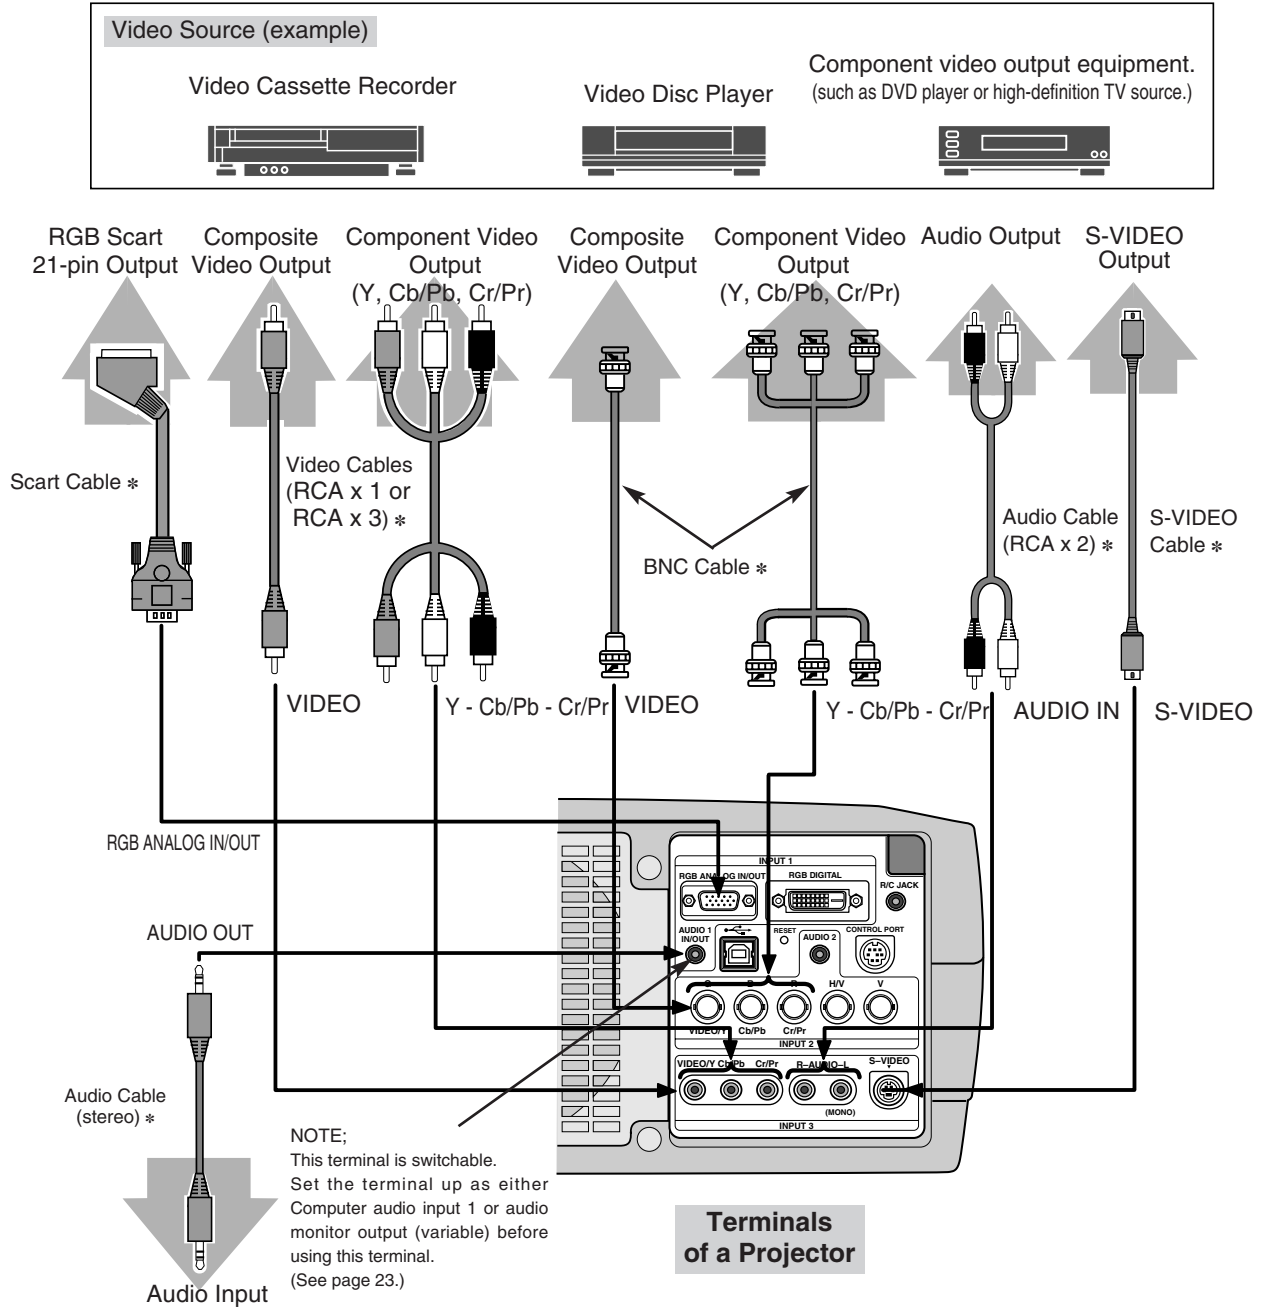 Video Source (example)
Video Cassette Recorder
Video Disc Player
Component video output equipment.
(such as DVD player or high-definition TV source.)
RGB Scart
21-pin Output
Composite
Video Output
Component Video
Output
(Y, Cb/Pb, Cr/Pr)
Composite
Video Output
Component Video
Output
(Y, Cb/Pb, Cr/Pr)
Audio Output
S-VIDEO
Output
Scart Cable *
Video Cables
(RCA x 1 or
RCA x 3) *
BNC Cable *
Audio Cable
(RCA x 2) *
S-VIDEO
Cable *
VIDEO
Y - Cb/Pb - Cr/Pr
VIDEO
Y - Cb/Pb - Cr/Pr
AUDIO IN
S-VIDEO
RGB ANALOG IN/OUT
AUDIO OUT
INPUT 1
RGB ANALOG IN/OUT
RGB DIGITAL
R/C JACK
AUDIO 1
IN/OUT
RESET
AUDIO 2
CONTROL PORT
G
B
R
H/V
V
VIDEO/Y
Cb/Pb
Cr/Pr
INPUT 2
VIDEO/Y Cb/Pb
Cr/Pr
R–AUDIO–L
S–VIDEO
(MONO)
INPUT 3
Audio Cable
(stereo) *
Audio Input
NOTE;
This terminal is switchable.
Set the terminal up as either
Computer audio input 1 or audio
monitor output (variable) before
using this terminal.
(See page 23.)
Terminals
of a Projector